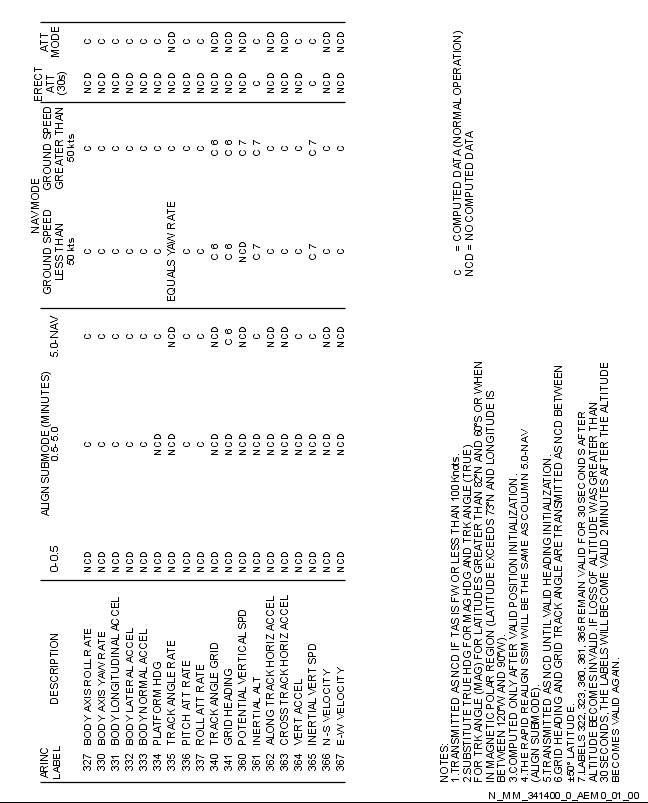 NAV MODE
ALIGN SUBMODE (MINUTES) GROUND SPEED GROUND SPEED ERECT ATT
ARINC LESS THAN GREATER THAN ATT MODE
LABEL DESCRIPTION 0-0.5 0.5-5.0 5.0-NAV 50 kts 50 kts (30s)
327 BODY AXIS ROLL RATE NCD C C C C NCD C
330 BODY AXIS YAW RATE NCD C C C C NCD C
331 BODY LONGITUDINAL ACCEL NCD C C C C NCD C
332 BODY LATERAL ACCEL NCD C C C C NCD C
333 BODY NORMAL ACCEL NCD C C C C NCD C
334 PLATFORM HDG NCD NCD C C C NCD C
335 TRACK ANGLE RATE NCD NCD NCD EQUALS YAW RATE C NCD NCD
336 PITCH ATT RATE NCD C C C C NCD C
337 ROLL ATT RATE NCD C C C C NCD C
340 TRACK ANGLE GRID NCD NCD NCD C 6 C 6 NCD NCD
341 GRID HEADING NCD NCD C 6 C 6 C 6 NCD NCD
360 POTENTIAL VERTICAL SPD NCD NCD NCD NCD C 7 NCD NCD
361 INERTIAL ALT NCD NCD C C 7 C 7 C C
362 ALONG TRACK HORIZ ACCEL NCD NCD NCD C C NCD NCD
363 CROSS TRACK HORIZ ACCEL NCD NCD NCD C C NCD NCD
364 VERT ACCEL NCD NCD C C C NCD C
365 INERTIAL VERT SPD NCD NCD C C 7 C 7 C C
366 N-S VELOCITY NCD NCD NCD C C NCD NCD
367 E-W VELOCITY NCD NCD NCD C C NCD NCD
C = COMPUTED DATA (NORMAL OPERATION)
NCD = NO COMPUTED DATA
NOTES:
1.TRANSMITTED AS NCD IF TAS IS FW OR LESS THAN 100 Knots.
2.SUBSTITUTE TRUE HDG FOR MAG HDG AND TRK ANGLE (TRUE)
FOR TRK ANGLE (MAG) FOR LATITUDES GREATER THAN 82°N AND 60°S OR WHEN
IN MAGNETIC POLAR REGION (LATITUDE EXCEEDS 73°N AND LONGITUDE IS
BETWEEN 120°W AND 90°W).
3.COMPUTED ONLY AFTER VALID POSITION INITIALIZATION.
4.THE RAPID REALIGN SSM WILL BE THE SAME AS COLUMN 5.0-NAV
(ALIGN SUBMODE).
5.TRANSMITTED AS NCD UNTIL VALID HEADING INITIALIZATION.
6.GRID HEADING AND GRID TRACK ANGLE ARE TRANSMITTED AS NCD BETWEEN
±60° LATITUDE.
7.LABELS 322, 323, 360, 361, 365 REMAIN VALID FOR 30 SECONDS AFTER
ALTITUDE BECOMES INVALID. IF LOSS OF ALTITUDE WAS GREATER THAN
30 SECONDS, THE LABELS WILL BECOME VALID 2 MINUTES AFTER THE ALTITUDE
BECOMES VALID AGAIN.
N_MM_341400_0_AEM0_01_00